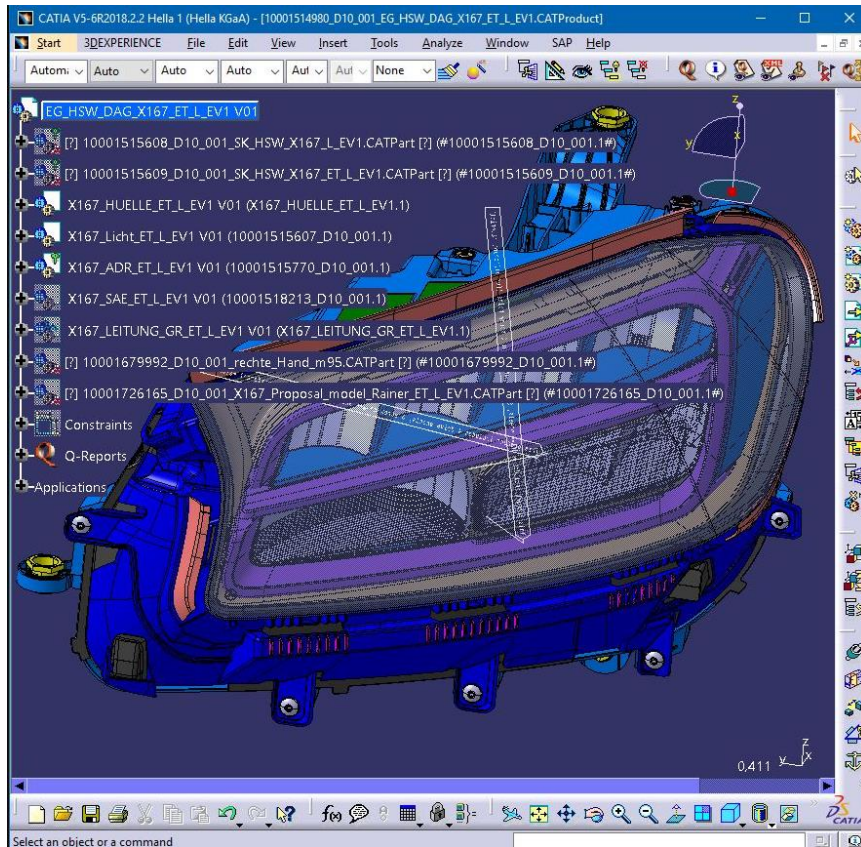 CATIA V5-6R2018.2.2 Hella 1 (Hella KGaA) - [10001514980_D10_001_EG_HSW_DAG_X167_ET_L_EV1.CATProduct]
Start 3DEXPERIENCE File Edit View Insert Tools Analyze Window SAP Help
Auto Auto Auto Aut Aut None
EG_HSW_DAG_X167_ET_L_EV1 V01
[?] 10001515608_D10_001_SK_HSW_X167_L_EV1.CATPart [?] (#10001515608_D10_001.1#)
[?] 10001515609_D10_001_SK_HSW_X167_ET_L_EV1.CATPart [?] (#10001515609_D10_001.1#)
X167_HUELLE_ET_L_EV1 V01 (X167_HUELLE_ET_L_EV1.1)
X167_Licht_ET_L_EV1 V01 (10001515607_D10_001.1)
X167_ADR_ET_L_EV1 V01 (10001515770_D10_001.1)
X167_SAE_ET_L_EV1 V01 (10001518213_D10_001.1)
X167_LEITUNG_GR_ET_L_EV1 V01 (X167_LEITUNG_GR_ET_L_EV1.1)
[?] 10001679992_D10_001_rechte_Hand_m95.CATPart [?] (#10001679992_D10_001.1#)
[?] 10001726165_D10_001_X167_Proposal_model_Rainer_ET_L_EV1.CATPart [?] (#10001726165_D10_001.1#)
Constraints
Q-Reports
Applications
z
y x
0,411
z
y x
CATIA
Select an object or a command